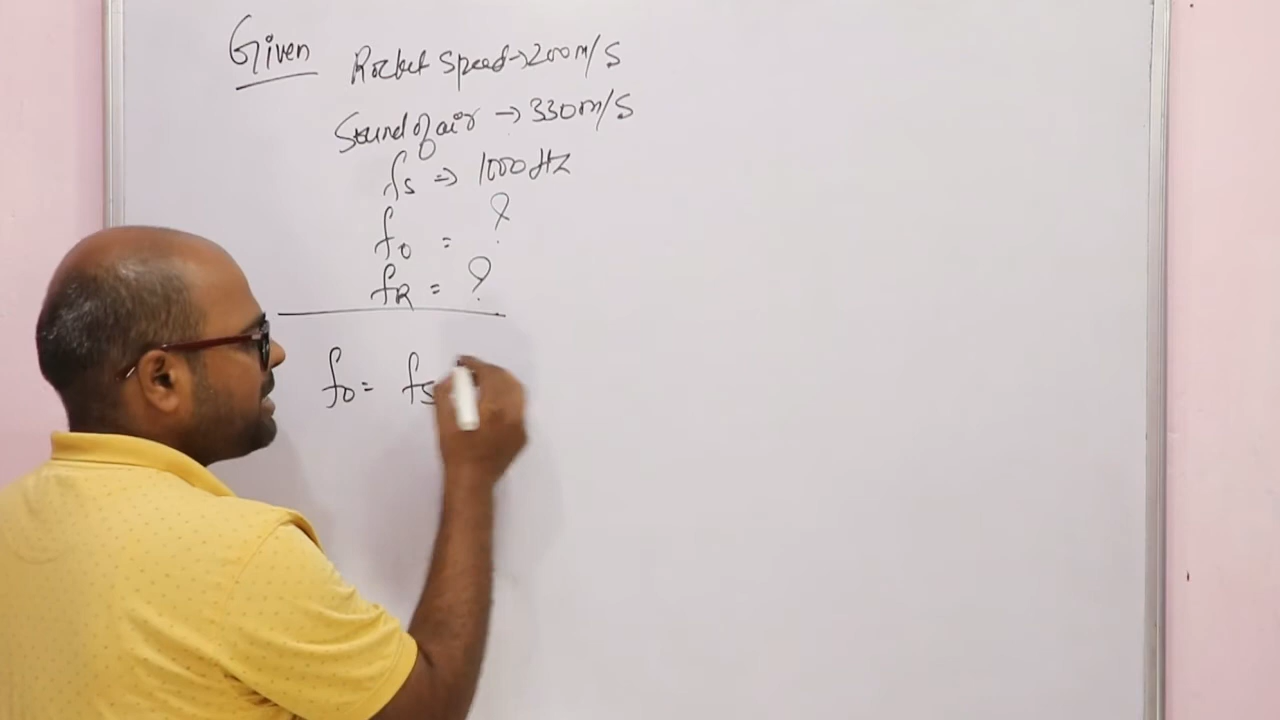 Given
Rocket Speed → 200 m/s
Sound of air → 330 m/s
fs ⇒ 1000 Hz
fo = ?
fR = ?
fo = fs